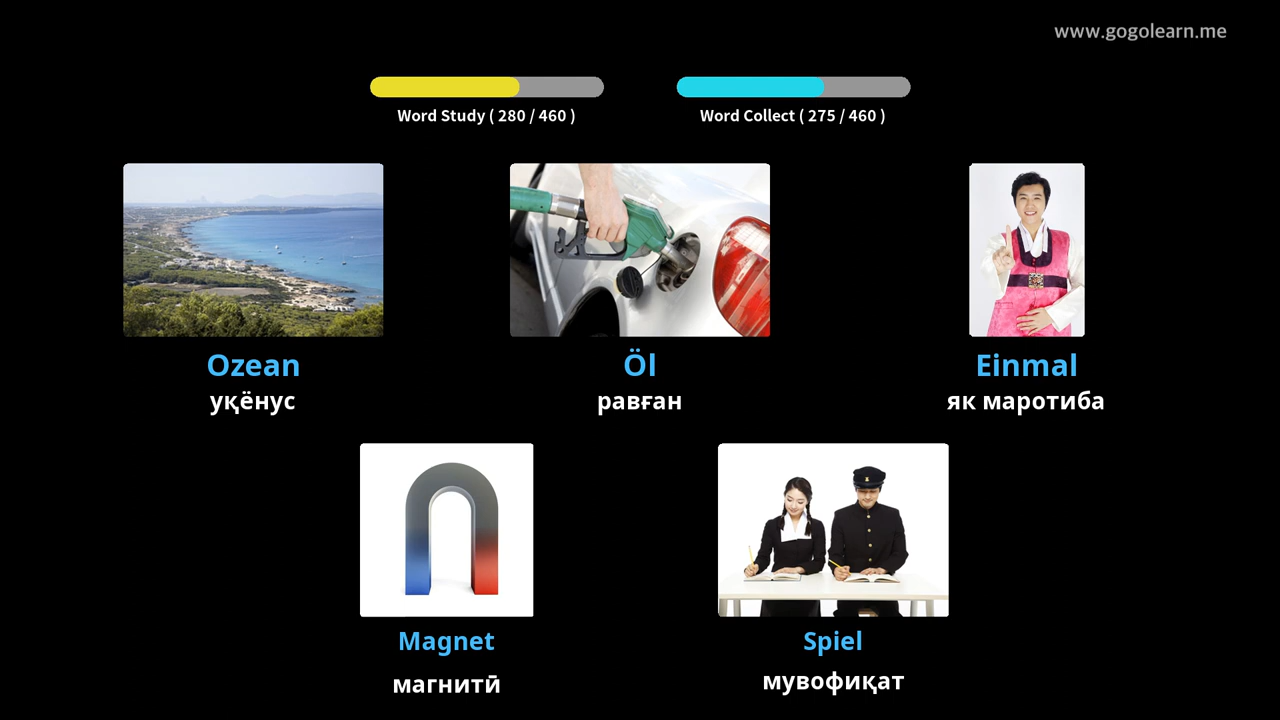 www.gogolearn.me
Word Study ( 280 / 460 )
Word Collect ( 275 / 460 )
Ozean
уқёнус
Öl
равған
Einmal
як маротиба
Magnet
магнитӣ
Spiel
мувофиқат